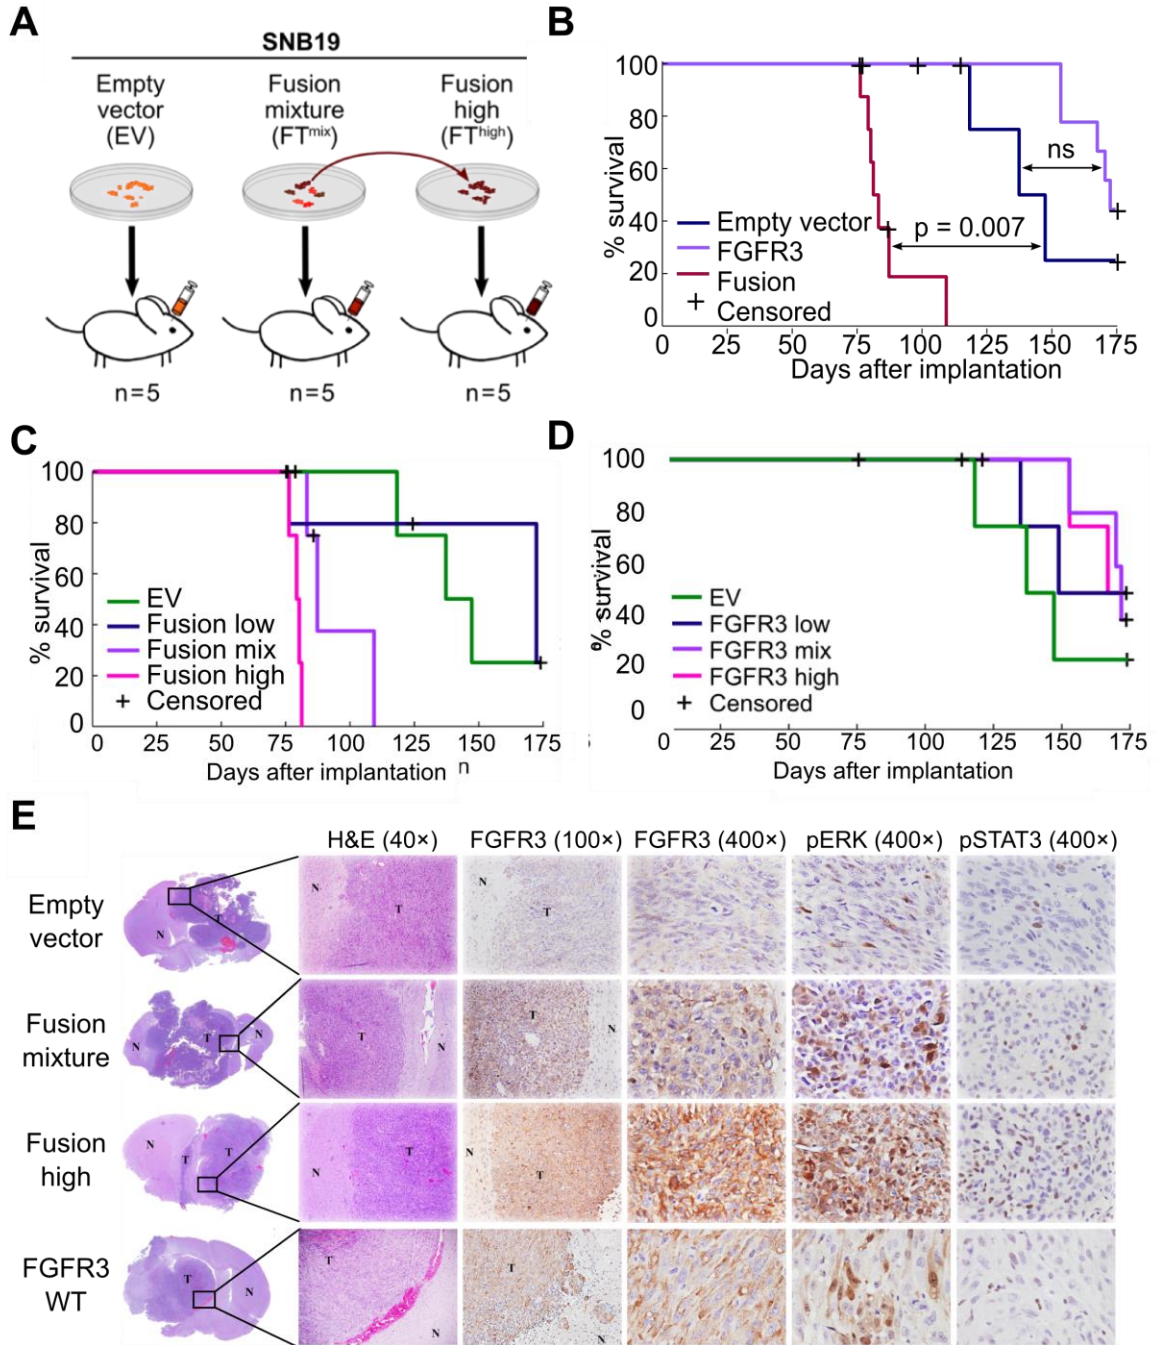 A
SNB19
Empty vector (EV)
Fusion mixture (FTmix)
Fusion high (FThigh)
n=5
n=5
n=5
B
% survival
100
80
60
40
20
0
ns
p = 0.007
Empty vector
FGFR3
Fusion
Censored
0 25 50 75 100 125 150 175
Days after implantation
C
% survival
100
80
60
40
20
0
EV
Fusion low
Fusion mix
Fusion high
Censored
0 25 50 75 100 125 150 175
Days after implantation n
D
% survival
100
80
60
40
20
0
EV
FGFR3 low
FGFR3 mix
FGFR3 high
Censored
0 25 50 75 100 125 150 175
Days after implantation
E
H&E (40×) FGFR3 (100×) FGFR3 (400×) pERK (400×) pSTAT3 (400×)
Empty vector
N T N T N T
Fusion mixture
N T N T N T N
Fusion high
N T T N T N T
FGFR3 WT
T N T N T N